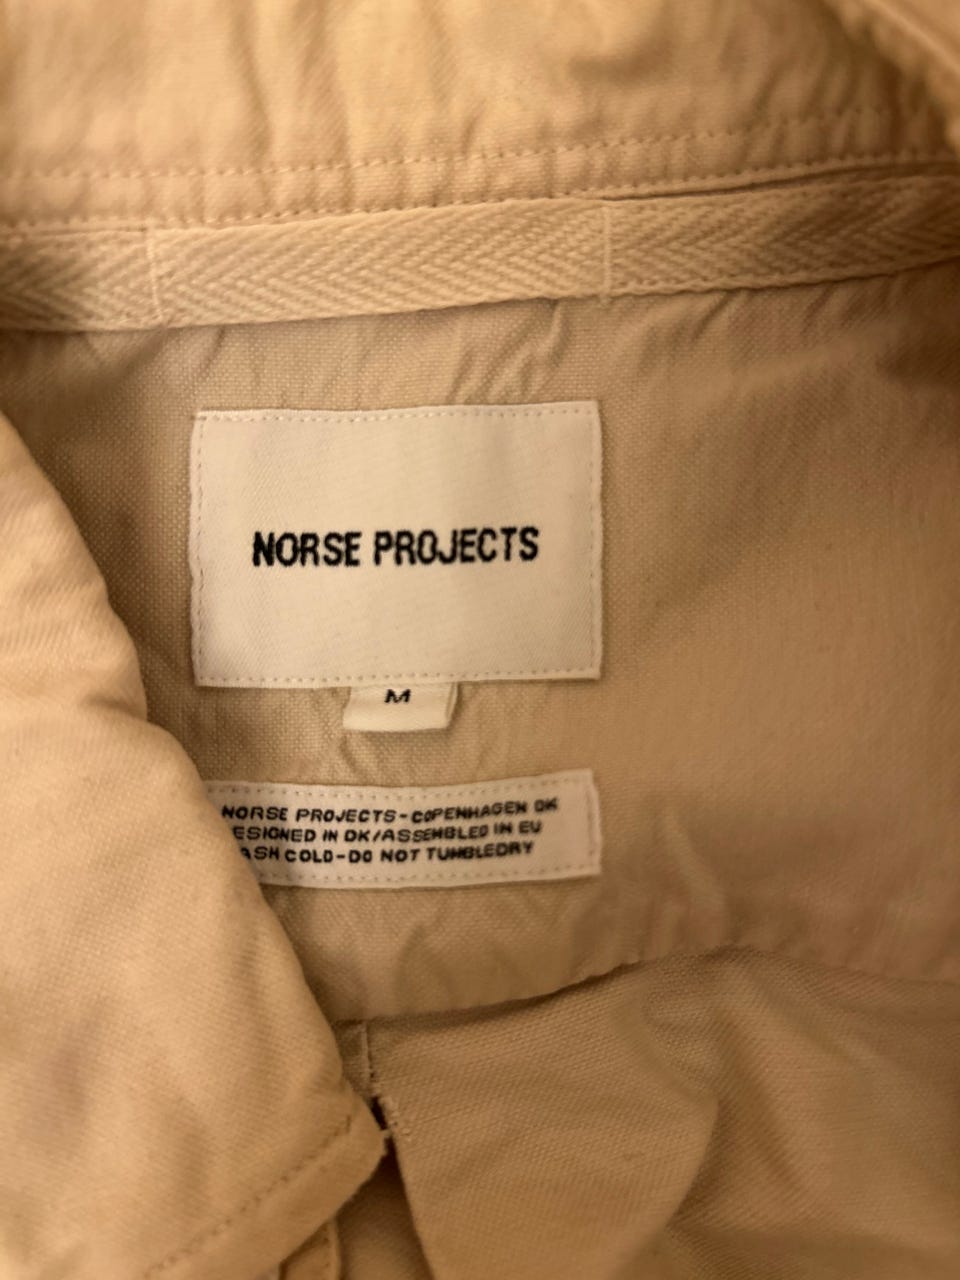 NORSE PROJECTS
M
NORSE PROJECTS-COPENHAGEN DK
ESIGNED IN DK/ASSEMBLED IN EU
ASH COLD-DO NOT TUMBLEDRY